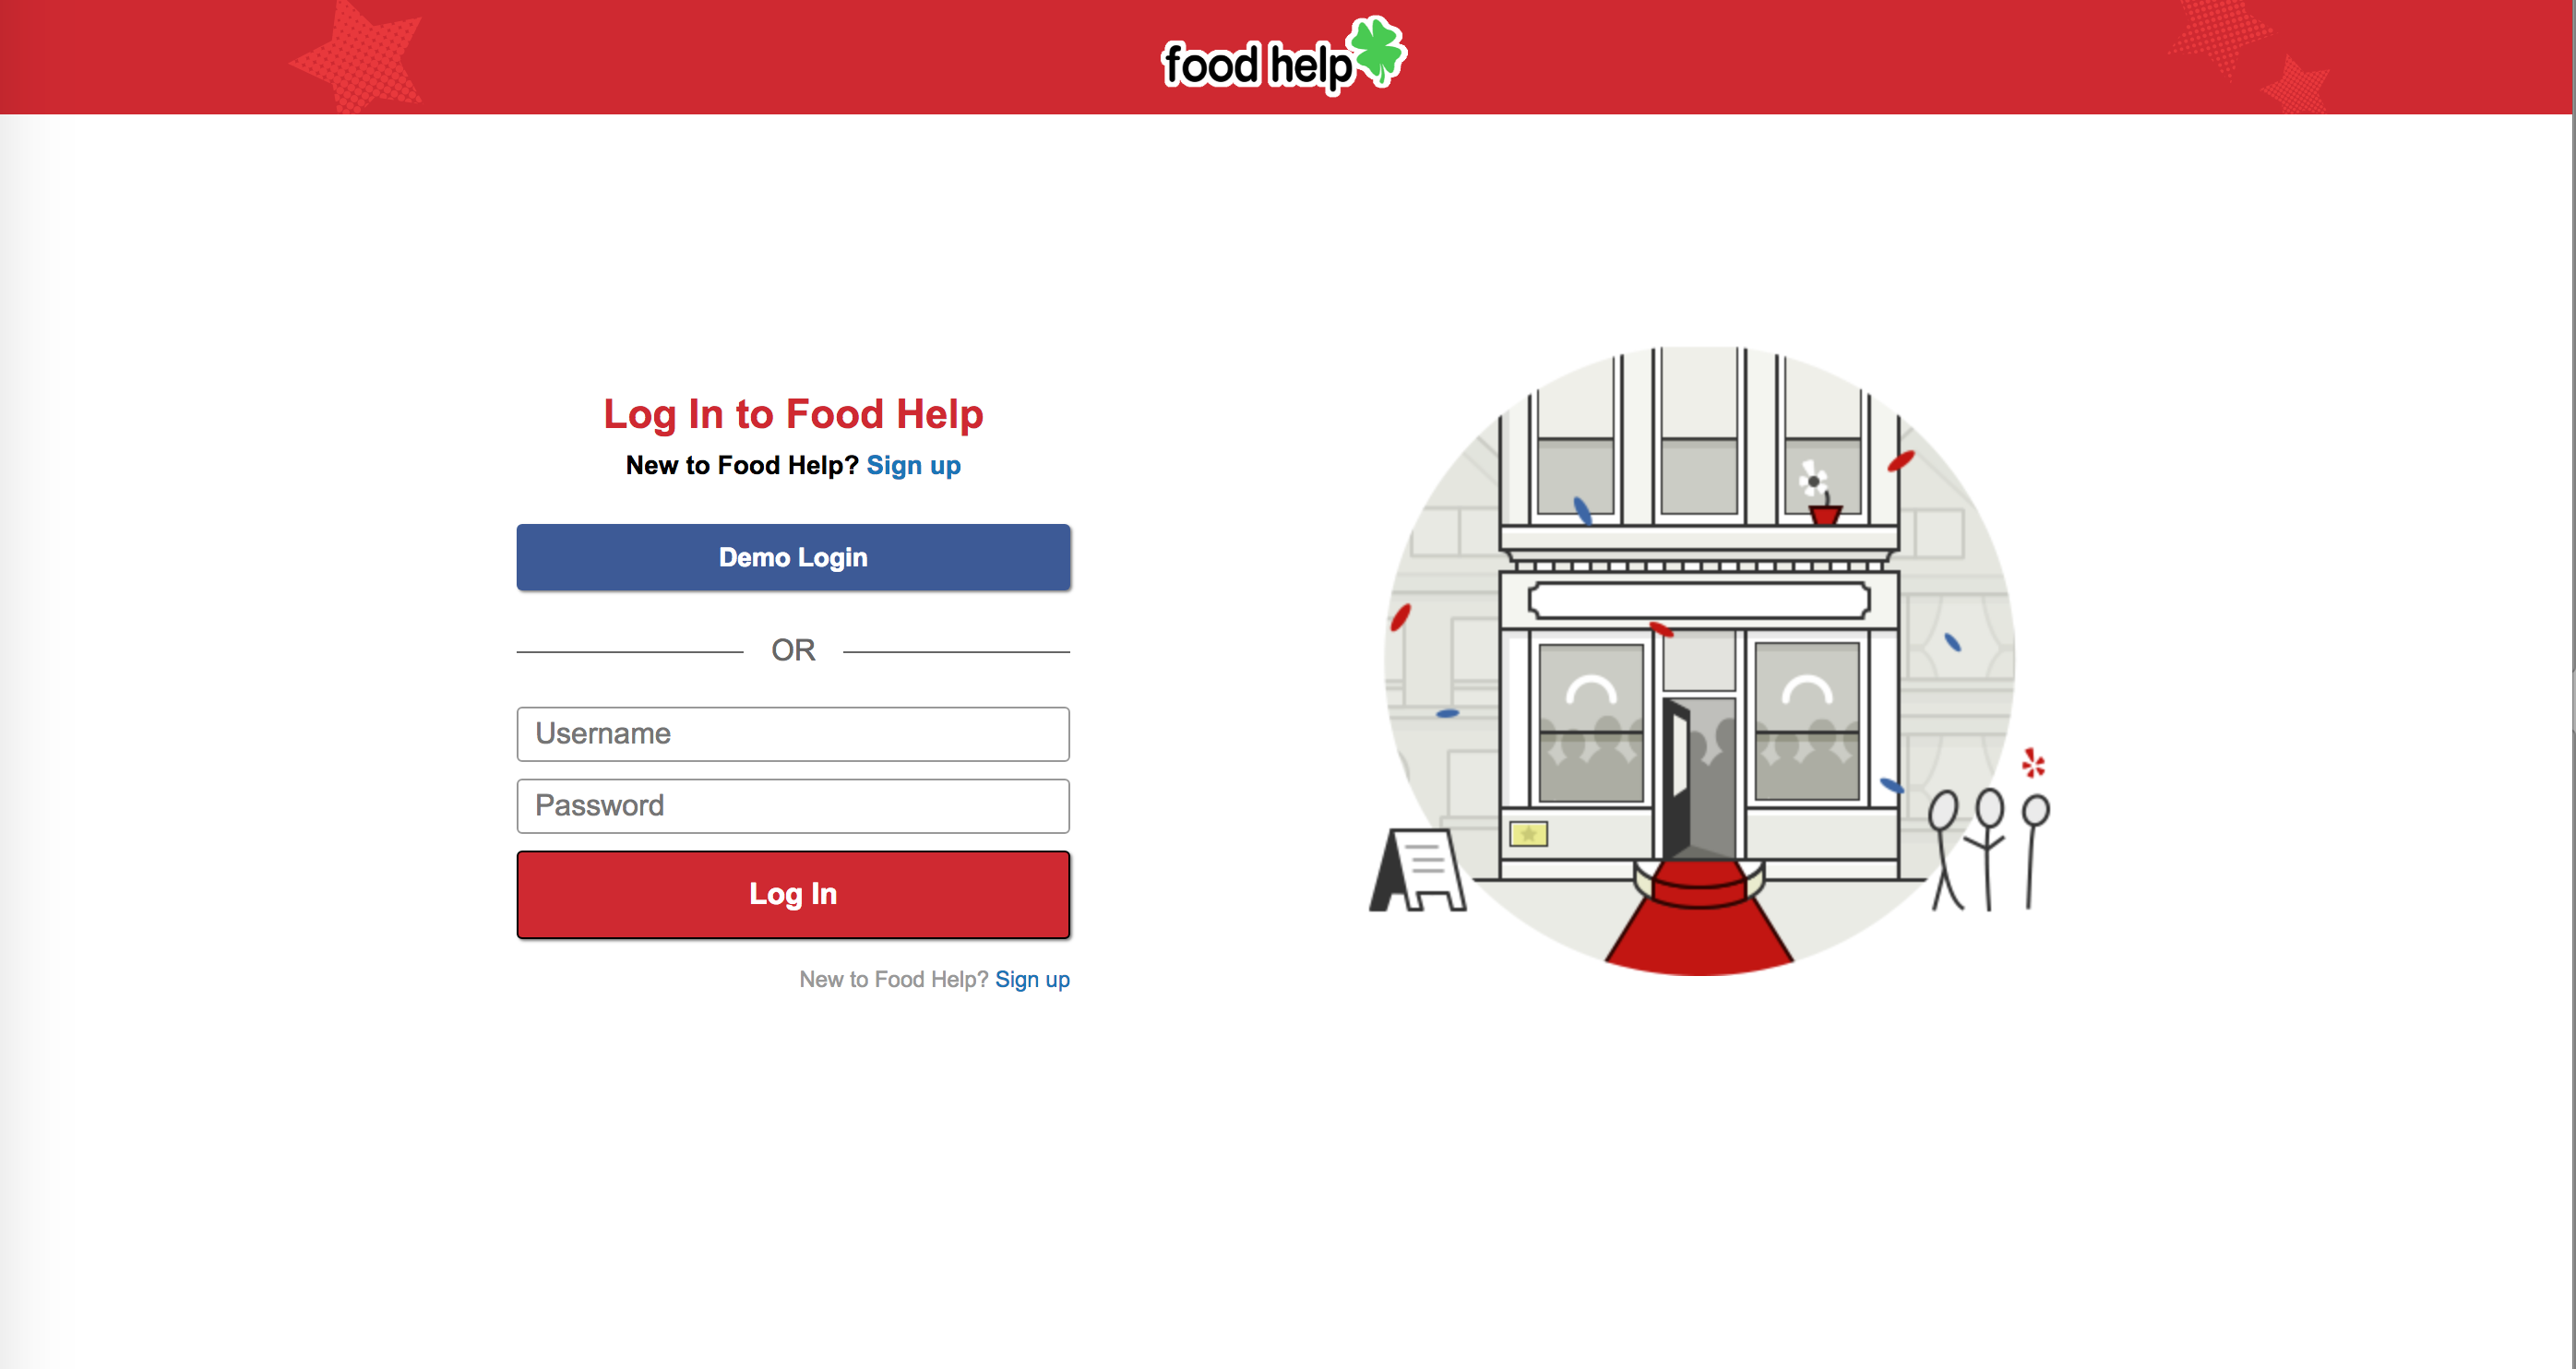 food help
Log In to Food Help
New to Food Help? Sign up
Demo Login
OR
Username
Password
Log In
New to Food Help? Sign up